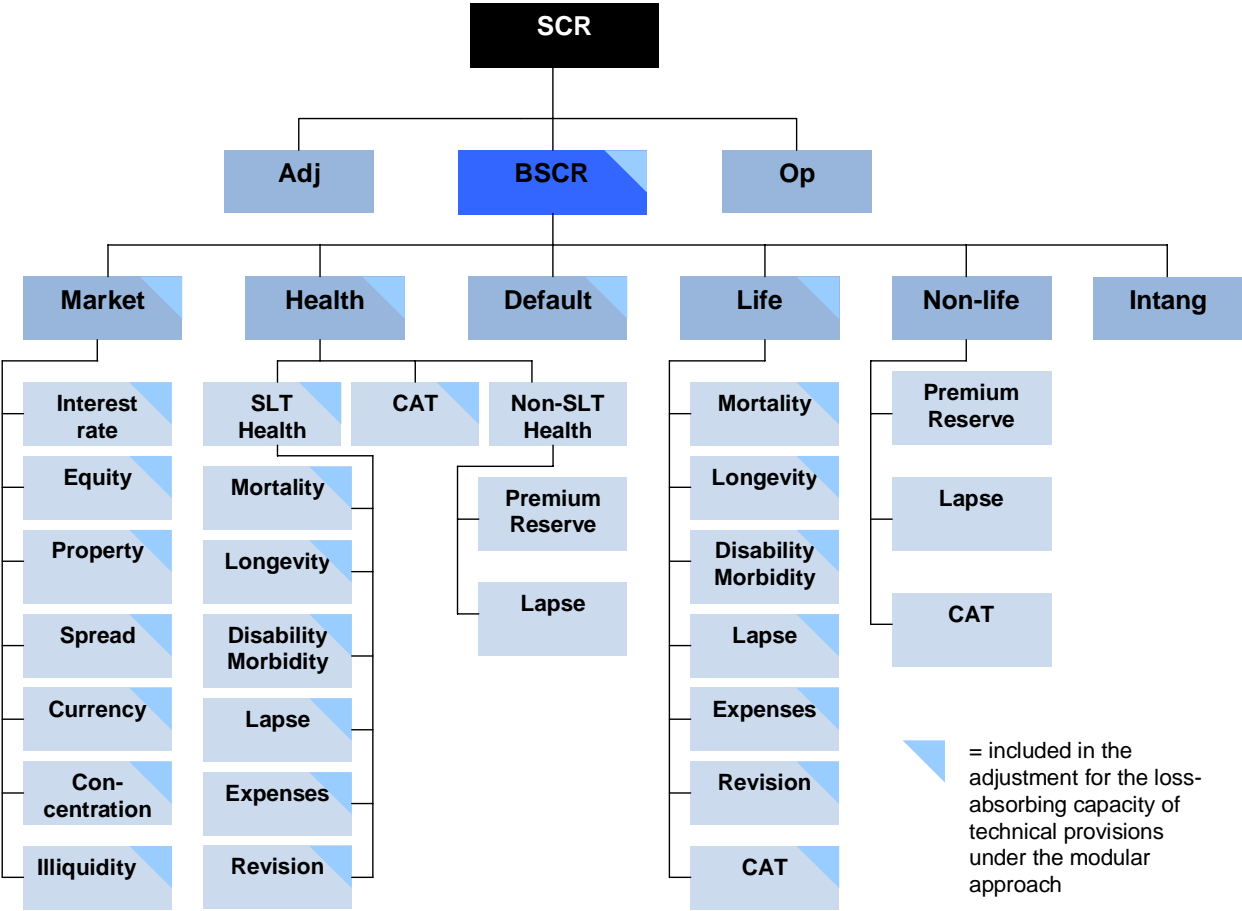 SCR
Adj
BSCR
Op
Market
Health
Default
Life
Non-life
Intang
Interest
rate
Equity
Property
Spread
Currency
Con-
centration
Illiquidity
SLT
Health
CAT
Non-SLT
Health
Mortality
Longevity
Disability
Morbidity
Lapse
Expenses
Revision
Premium
Reserve
Lapse
Mortality
Longevity
Disability
Morbidity
Lapse
Expenses
Revision
CAT
Premium
Reserve
Lapse
CAT
= included in the
adjustment for the loss-
absorbing capacity of
technical provisions
under the modular
approach